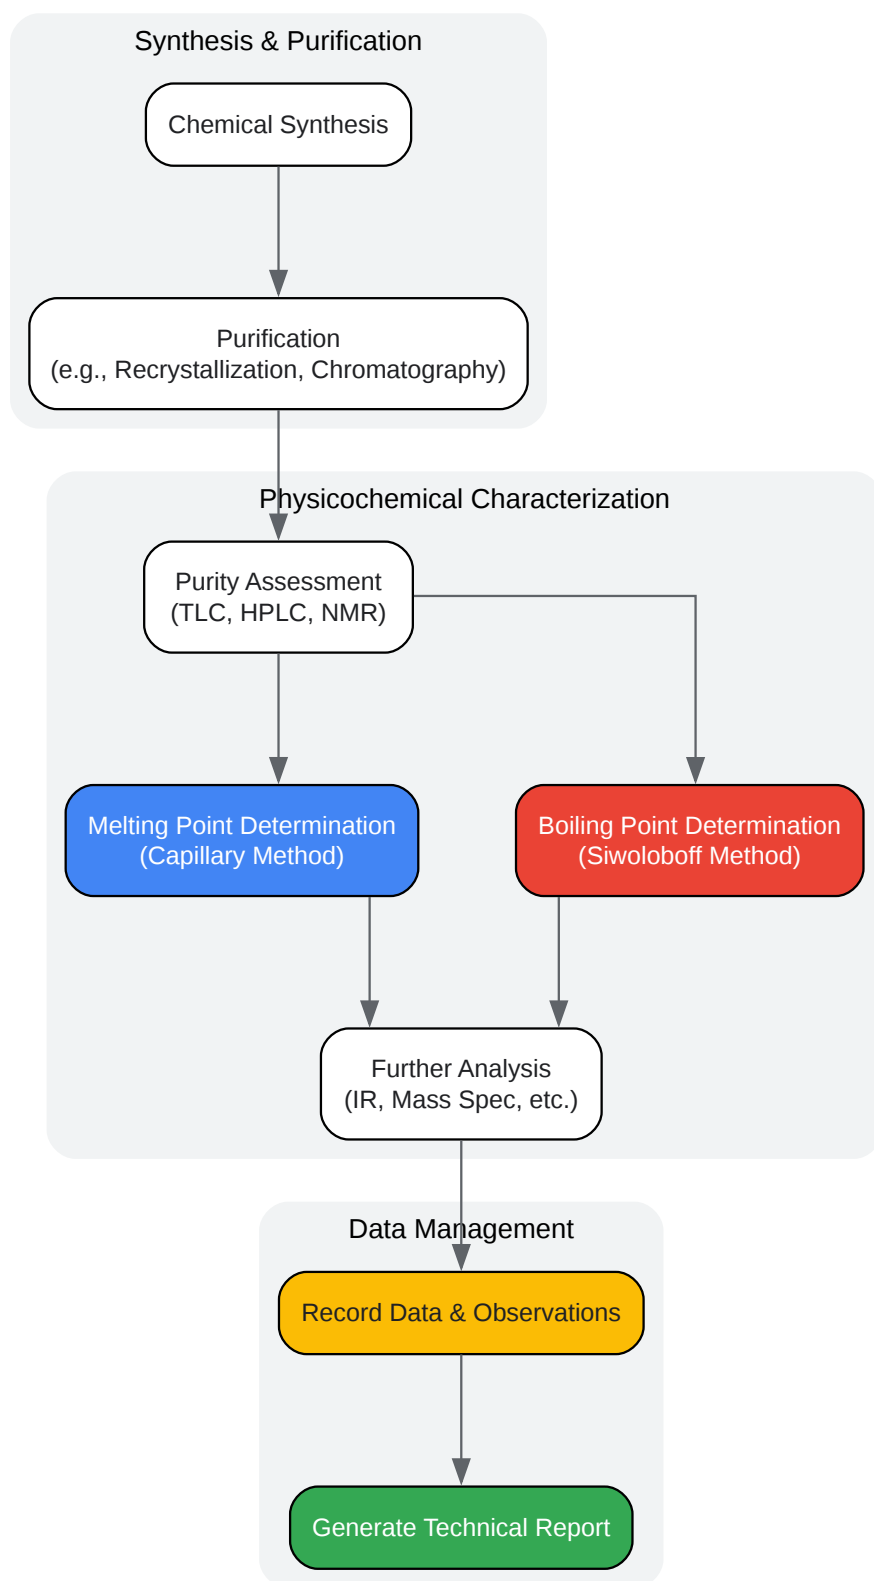 Synthesis & Purification
Chemical Synthesis
Purification
(e.g., Recrystallization, Chromatography)
Physicochemical Characterization
Purity Assessment
(TLC, HPLC, NMR)
Melting Point Determination
(Capillary Method)
Boiling Point Determination
(Siwoloboff Method)
Further Analysis
(IR, Mass Spec, etc.)
Data Management
Record Data & Observations
Generate Technical Report